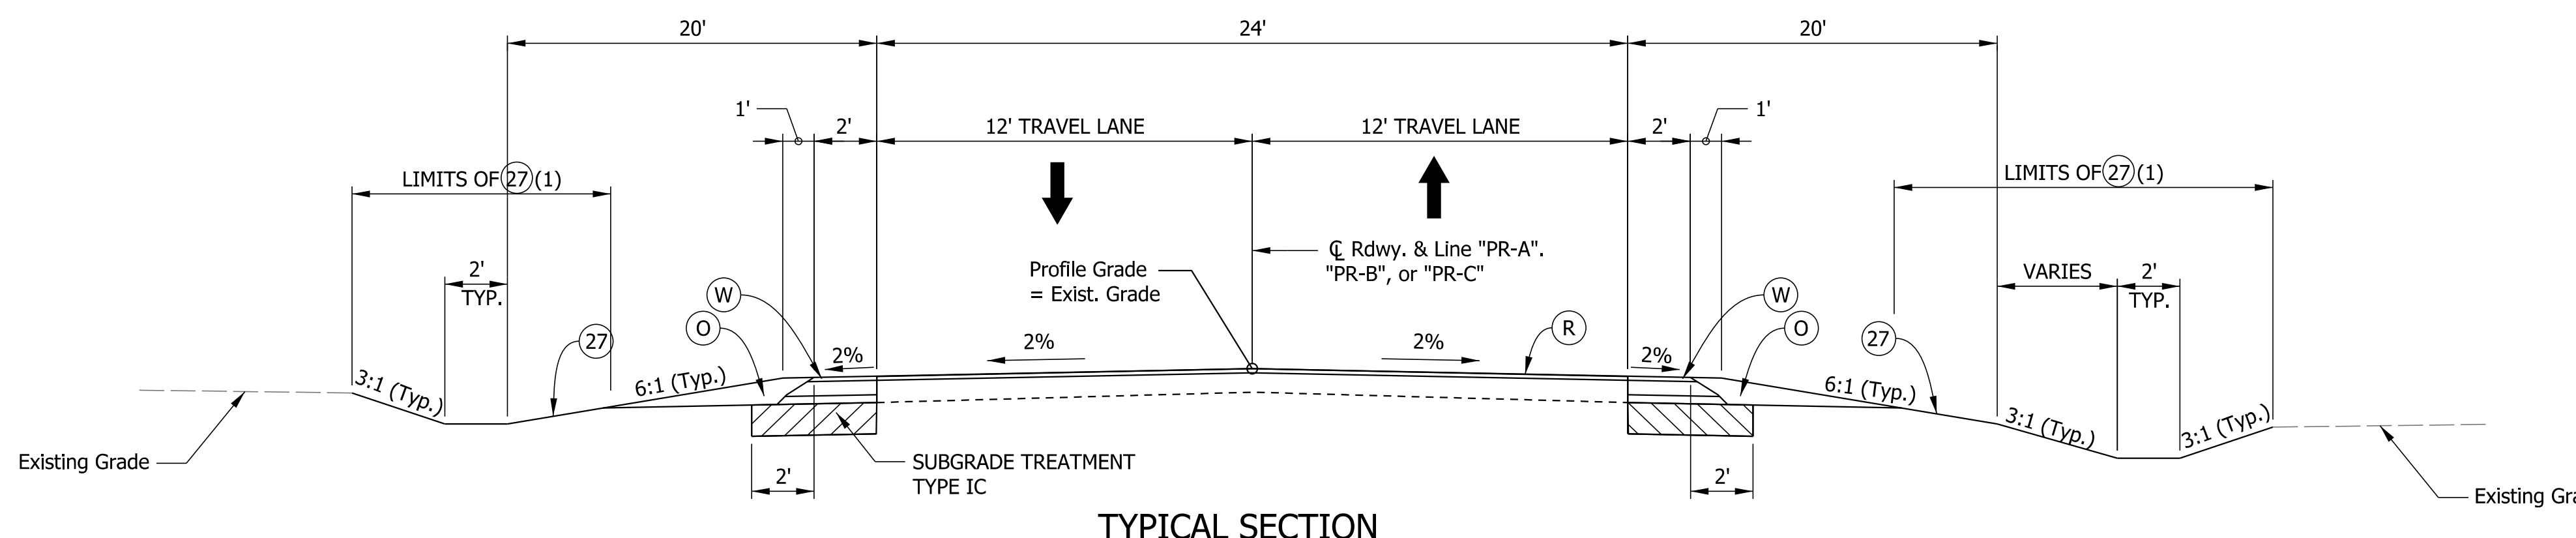 20'
24'
20'
1'
2'
12' TRAVEL LANE
12' TRAVEL LANE
2'
1'
LIMITS OF 27 (1)
LIMITS OF 27 (1)
℄ Rdwy. & Line "PR-A".
"PR-B", or "PR-C"
Profile Grade
= Exist. Grade
2'
TYP.
VARIES
2'
TYP.
W
W
O
O
27
27
R
2%
2%
2%
2%
3:1 (Typ.)
6:1 (Typ.)
6:1 (Typ.)
3:1 (Typ.)
3:1 (Typ.)
Existing Grade
2'
SUBGRADE TREATMENT
TYPE IC
2'
Existing Gra
TYPICAL SECTION